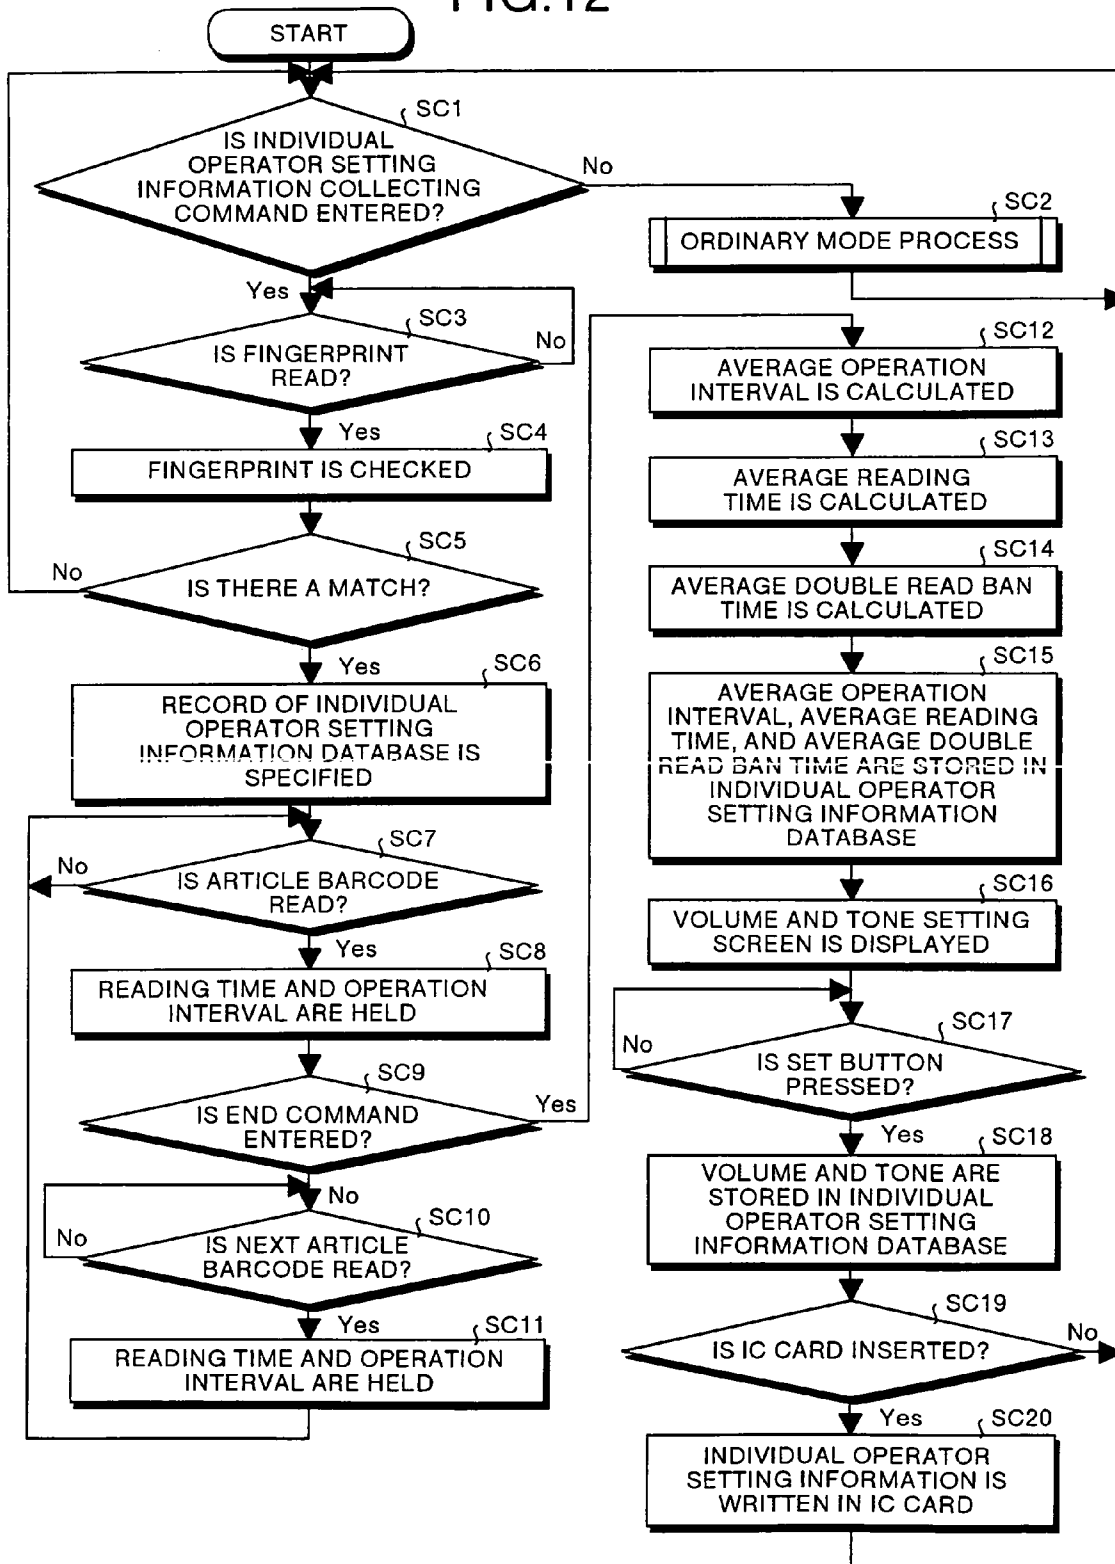 FIG.12
START
SC1
IS INDIVIDUAL
OPERATOR SETTING
INFORMATION COLLECTING
COMMAND ENTERED?
No
SC2
ORDINARY MODE PROCESS
Yes
SC3
IS FINGERPRINT
READ?
No
Yes
SC4
FINGERPRINT IS CHECKED
SC5
IS THERE A MATCH?
No
Yes
SC6
RECORD OF INDIVIDUAL
OPERATOR SETTING
INFORMATION DATABASE IS
SPECIFIED
SC7
No
IS ARTICLE BARCODE
READ?
Yes
SC8
READING TIME AND OPERATION
INTERVAL ARE HELD
SC9
IS END COMMAND
ENTERED?
Yes
No
SC10
No
IS NEXT ARTICLE
BARCODE READ?
Yes
SC11
READING TIME AND OPERATION
INTERVAL ARE HELD
SC12
AVERAGE OPERATION
INTERVAL IS CALCULATED
SC13
AVERAGE READING
TIME IS CALCULATED
SC14
AVERAGE DOUBLE READ BAN
TIME IS CALCULATED
SC15
AVERAGE OPERATION
INTERVAL, AVERAGE READING
TIME, AND AVERAGE DOUBLE
READ BAN TIME ARE STORED IN
INDIVIDUAL OPERATOR
SETTING INFORMATION
DATABASE
SC16
VOLUME AND TONE SETTING
SCREEN IS DISPLAYED
SC17
No
IS SET BUTTON
PRESSED?
Yes
SC18
VOLUME AND TONE ARE
STORED IN INDIVIDUAL
OPERATOR SETTING
INFORMATION DATABASE
SC19
No
IS IC CARD INSERTED?
Yes
SC20
INDIVIDUAL OPERATOR
SETTING INFORMATION IS
WRITTEN IN IC CARD